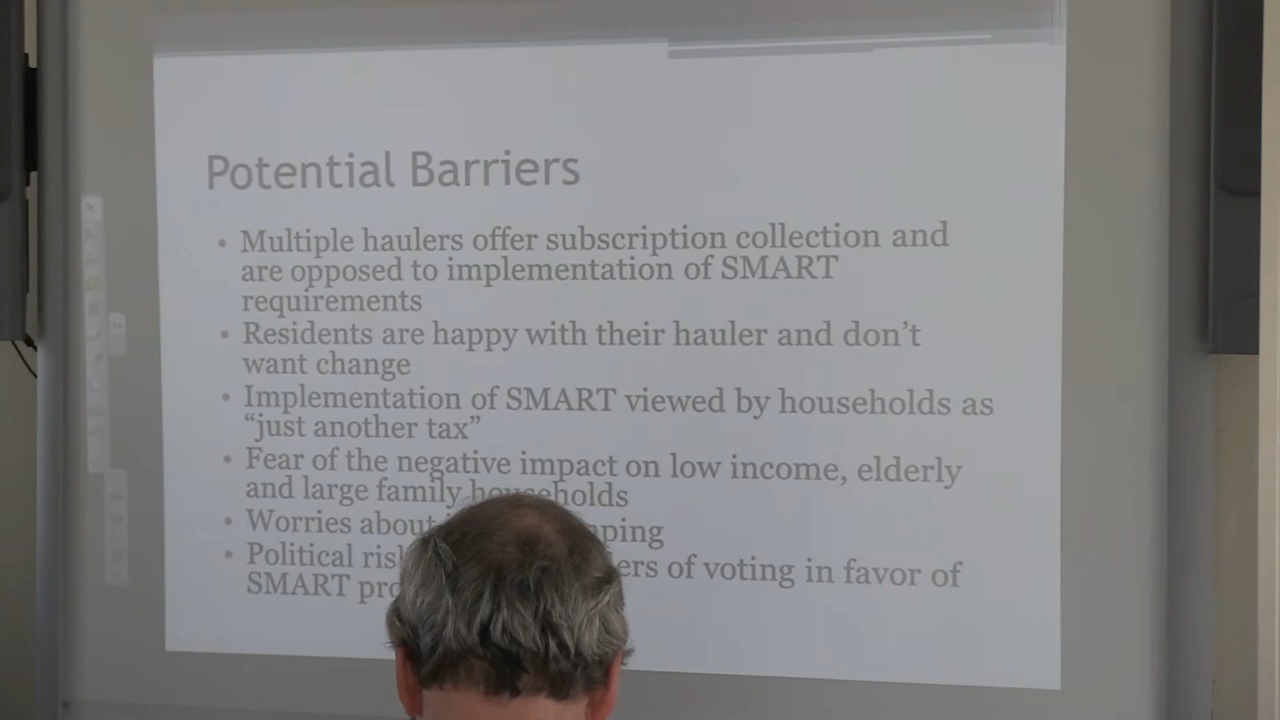 Potential Barriers
• Multiple haulers offer subscription collection and
are opposed to implementation of SMART
requirements
• Residents are happy with their hauler and don’t
want change
• Implementation of SMART viewed by households as
“just another tax”
• Fear of the negative impact on low income, elderly
and large family households
• Worries about
• Political of voting in favor of
SMART